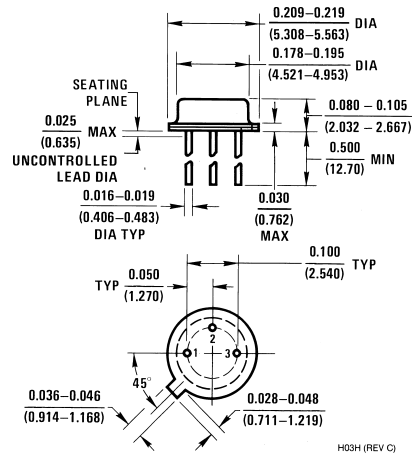 0.209–0.219 DIA
(5.308–5.563)
0.178–0.195 DIA
(4.521–4.953)
SEATING
PLANE
0.025 MAX
(0.635)
UNCONTROLLED
LEAD DIA
0.080 – 0.105
(2.032 – 2.667)
0.500 MIN
(12.70)
0.016–0.019
(0.406–0.483)
DIA TYP
0.030
(0.762)
MAX
0.100 TYP
(2.540)
TYP 0.050
(1.270)
2
1 3
45°
0.036–0.046
(0.914–1.168)
0.028–0.048
(0.711–1.219)
H03H (REV C)